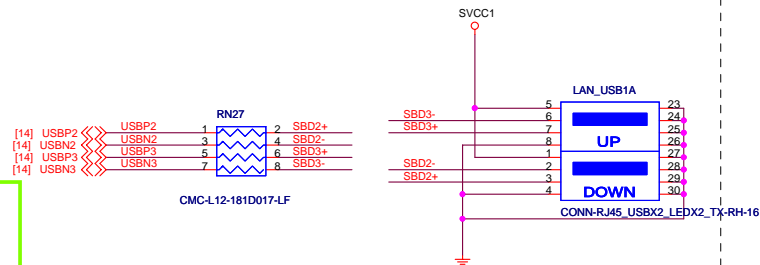 SVCC1
LAN_USB1A
RN27
5 23
SBD3- 6 24
[14] USBP2 USBP2 1 2 SBD2+ SBD3+ 7 25
[14] USBN2 USBN2 3 4 SBD2- 8 UP 26
[14] USBP3 USBP3 5 6 SBD3+ 1 27
[14] USBN3 USBN3 7 8 SBD3- SBD2- 2 28
SBD2+ 3 29
4 DOWN 30
CMC-L12-181D017-LF
CONN-RJ45_USBX2_LEDX2_TX-RH-16